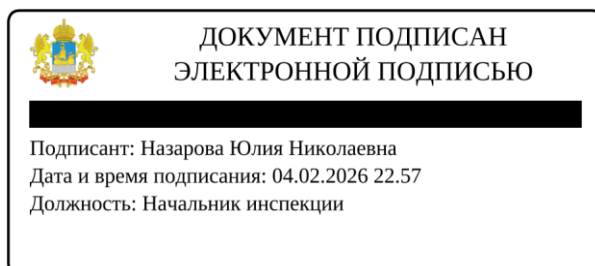 ДОКУМЕНТ ПОДПИСАН
ЭЛЕКТРОННОЙ ПОДПИСЬЮ
Подписант: Назарова Юлия Николаевна
Дата и время подписания: 04.02.2026 22.57
Должность: Начальник инспекции